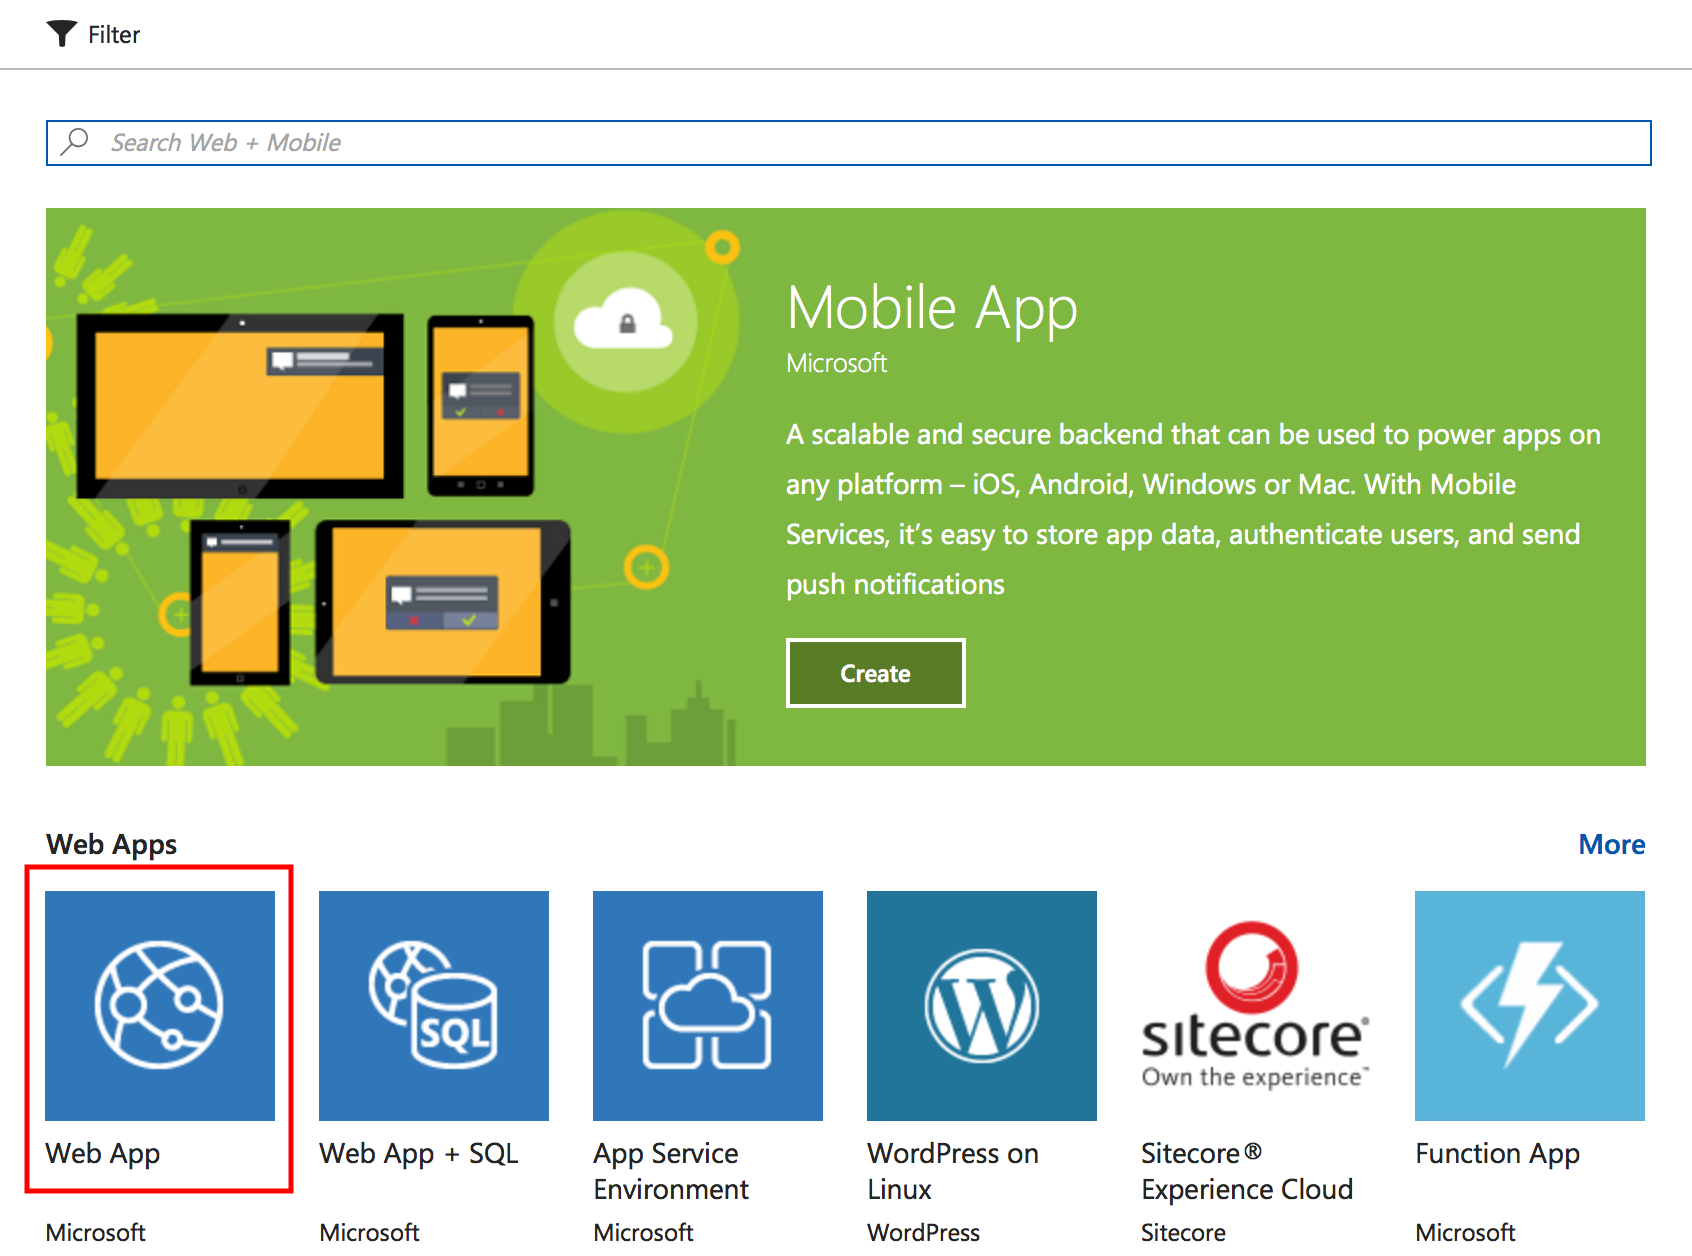 Filter
Search Web + Mobile
Mobile App
Microsoft
A scalable and secure backend that can be used to power apps on
any platform – iOS, Android, Windows or Mac. With Mobile
Services, it’s easy to store app data, authenticate users, and send
push notifications
Create
Web Apps
More
SQL
W
sitecore®
Own the experience™
Web App
Web App + SQL
App Service
Environment
WordPress on
Linux
Sitecore®
Experience Cloud
Function App
Microsoft
Microsoft
Microsoft
WordPress
Sitecore
Microsoft